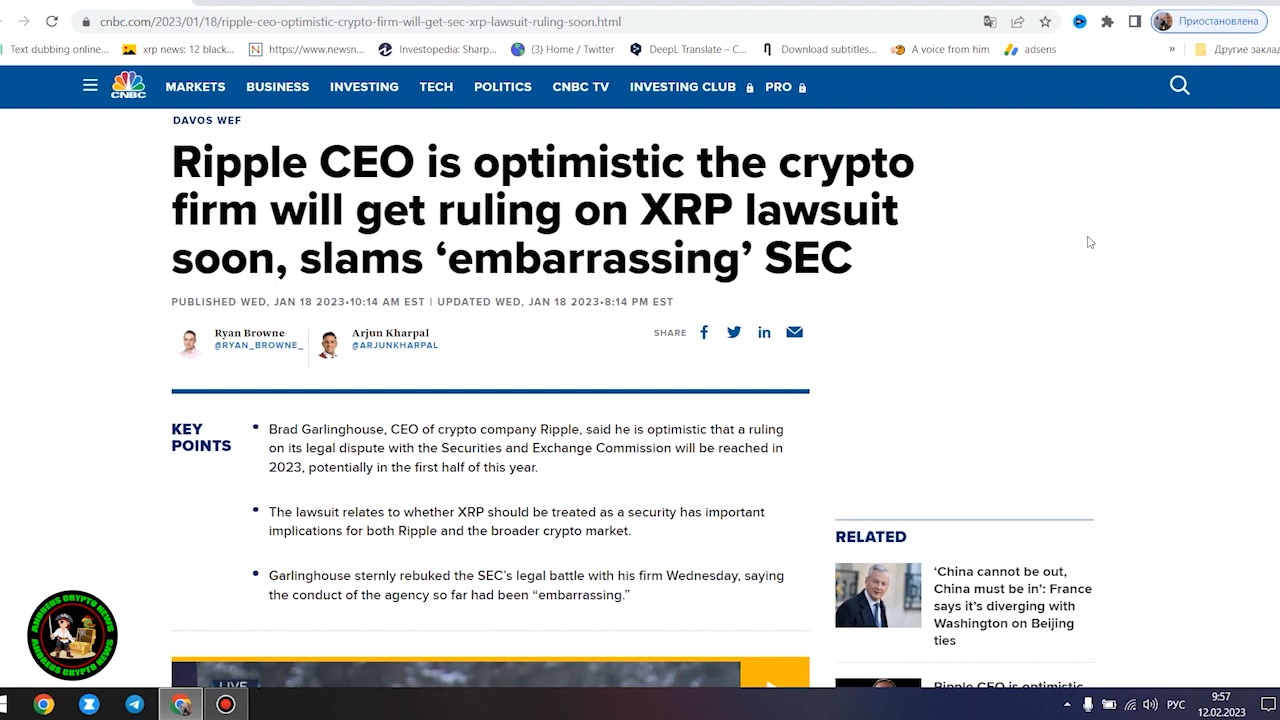 cnbc.com/2023/01/18/ripple-ceo-optimistic-crypto-firm-will-get-sec-xrp-lawsuit-ruling-soon.html
Приостановлена
Text dubbing online...
xrp news: 12 black...
https://www.newsn...
Investopedia: Sharp...
(3) Home / Twitter
DeepL Translate – C...
Download subtitles...
A voice from him
adsens
»
Другие заклад
CNBC
MARKETS
BUSINESS
INVESTING
TECH
POLITICS
CNBC TV
INVESTING CLUB
PRO
DAVOS WEF
Ripple CEO is optimistic the crypto
firm will get ruling on XRP lawsuit
soon, slams ‘embarrassing’ SEC
PUBLISHED WED, JAN 18 2023•10:14 AM EST | UPDATED WED, JAN 18 2023•8:14 PM EST
Ryan Browne
@RYAN_BROWNE_
Arjun Kharpal
@ARJUNKHARPAL
SHARE
KEY
POINTS
Brad Garlinghouse, CEO of crypto company Ripple, said he is optimistic that a ruling
on its legal dispute with the Securities and Exchange Commission will be reached in
2023, potentially in the first half of this year.
The lawsuit relates to whether XRP should be treated as a security has important
implications for both Ripple and the broader crypto market.
Garlinghouse sternly rebuked the SEC’s legal battle with his firm Wednesday, saying
the conduct of the agency so far had been “embarrassing.”
RELATED
‘China cannot be out,
China must be in’: France
says it’s diverging with
Washington on Beijing
ties
Ripple CEO is optimistic
LIVE
ANDREUS CRYPTO NEWS
ANDREUS CRYPTO NEWS
РУС
9:57
12.02.2023